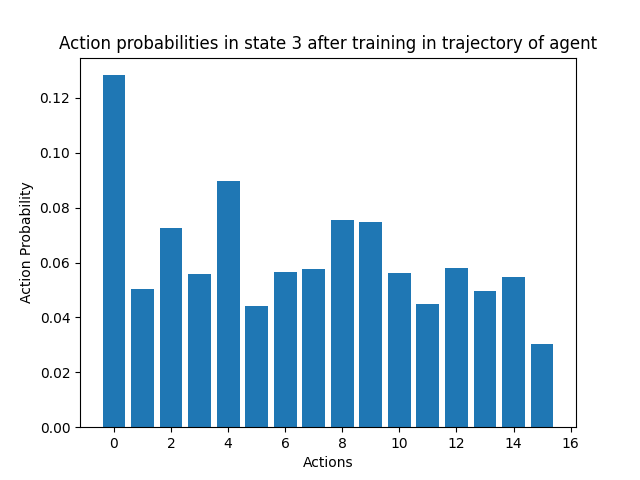 Action probabilities in state 3 after training in trajectory of agent
Action Probability
0.12
0.10
0.08
0.06
0.04
0.02
0.00
0 2 4 6 8 10 12 14 16
Actions